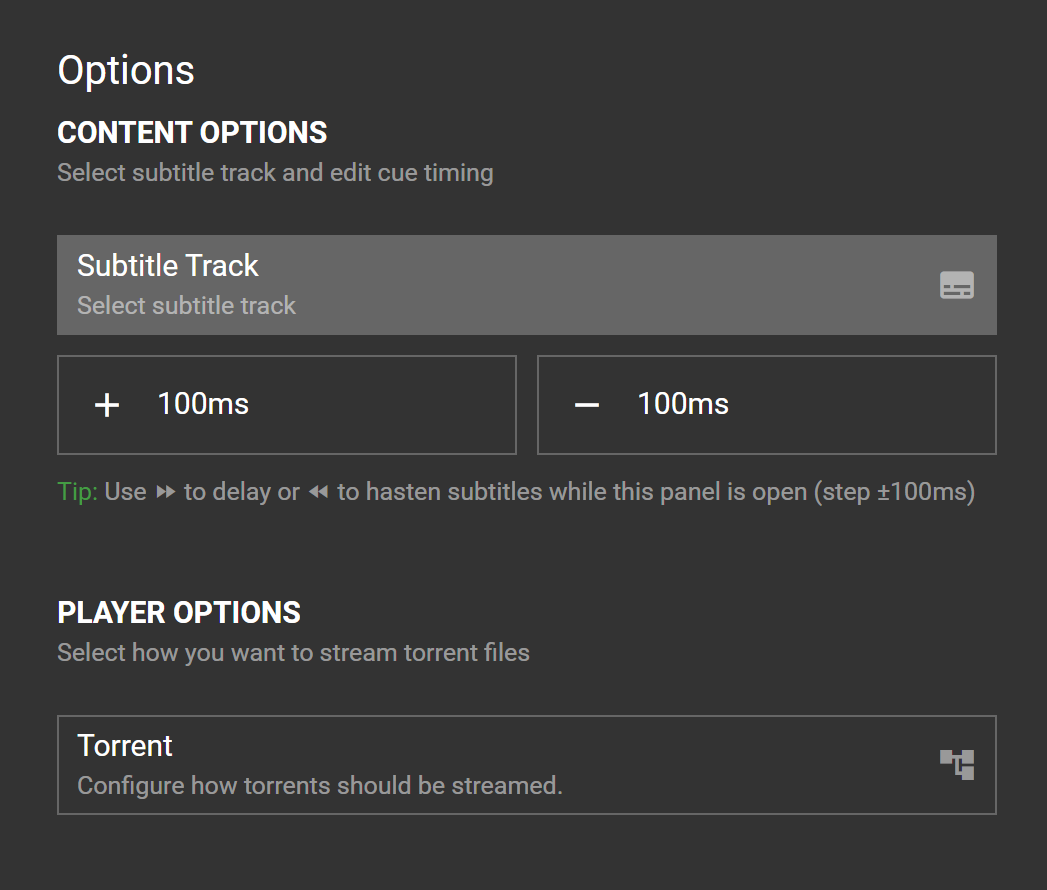 Options
CONTENT OPTIONS
Select subtitle track and edit cue timing
Subtitle Track
Select subtitle track
+ 100ms
− 100ms
Tip: Use ⏩ to delay or ⏪ to hasten subtitles while this panel is open (step ±100ms)
PLAYER OPTIONS
Select how you want to stream torrent files
Torrent
Configure how torrents should be streamed.